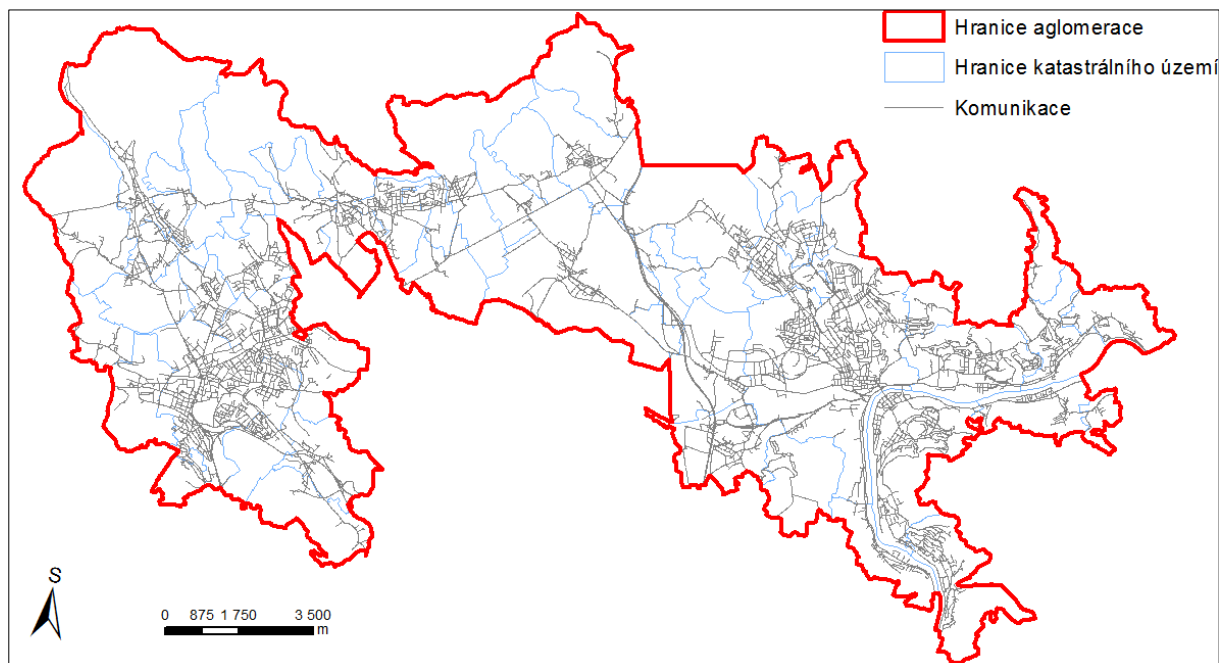 Hranice aglomerace
Hranice katastrálního území
Komunikace
S
0 875 1 750 3 500
m